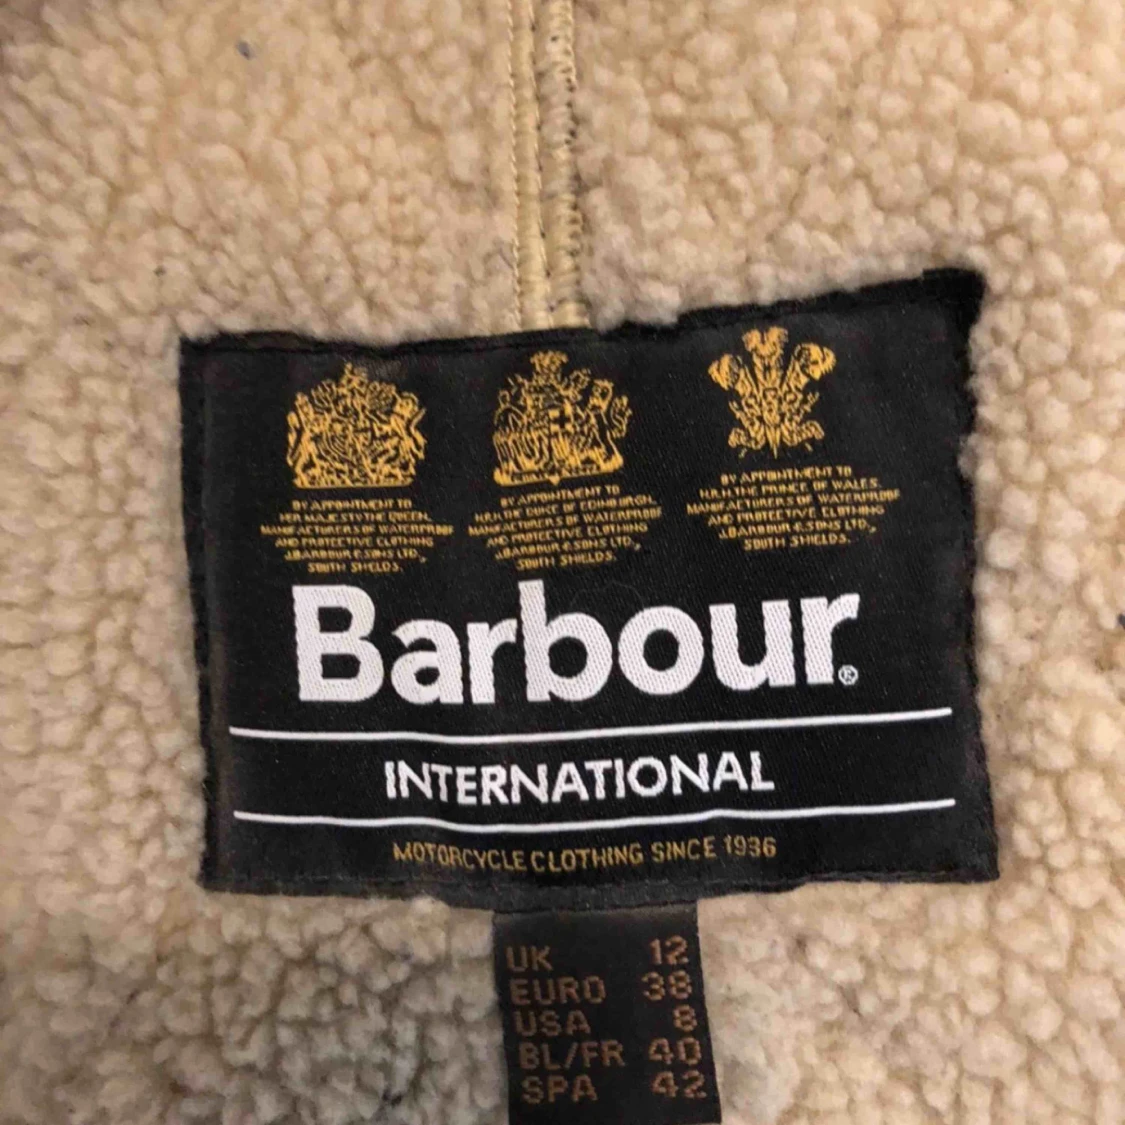 BY APPOINTMENT TO
HER MAJESTY THE QUEEN
MANUFACTURERS OF WATERPROOF
AND PROTECTIVE CLOTHING
J.BARBOUR & SONS LTD.,
SOUTH SHIELDS.
BY APPOINTMENT TO
H.R.H. THE DUKE OF EDINBURGH.
MANUFACTURERS OF WATERPROOF
AND PROTECTIVE CLOTHING
J.BARBOUR & SONS LTD.,
SOUTH SHIELDS.
BY APPOINTMENT TO
H.R.H. THE PRINCE OF WALES.
MANUFACTURERS OF WATERPROOF
AND PROTECTIVE CLOTHING
J.BARBOUR & SONS LTD.,
SOUTH SHIELDS.
Barbour®
INTERNATIONAL
MOTORCYCLE CLOTHING SINCE 1936
UK 12
EURO 38
USA 8
BL/FR 40
SPA 42